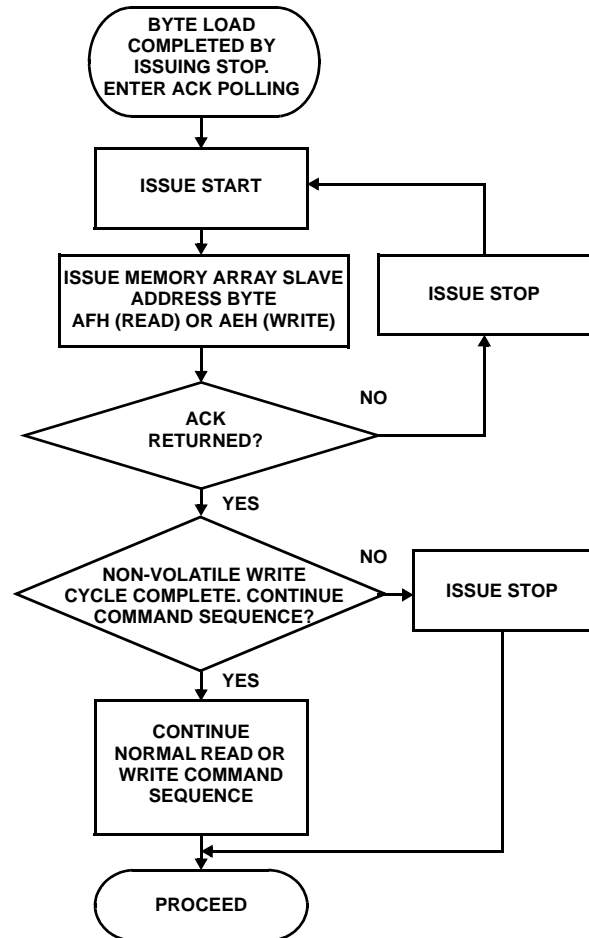 BYTE LOAD
COMPLETED BY
ISSUING STOP.
ENTER ACK POLLING
ISSUE START
ISSUE MEMORY ARRAY SLAVE
ADDRESS BYTE
AFH (READ) OR AEH (WRITE)
ISSUE STOP
ACK
RETURNED?
NO
YES
NON-VOLATILE WRITE
CYCLE COMPLETE. CONTINUE
COMMAND SEQUENCE?
NO
ISSUE STOP
YES
CONTINUE
NORMAL READ OR
WRITE COMMAND
SEQUENCE
PROCEED